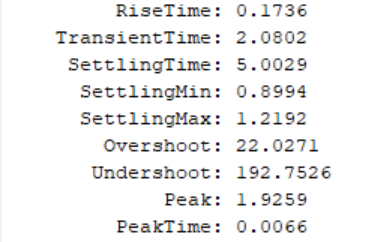 RiseTime: 0.1736
TransientTime: 2.0802
SettlingTime: 5.0029
SettlingMin: 0.8994
SettlingMax: 1.2192
Overshoot: 22.0271
Undershoot: 192.7526
Peak: 1.9259
PeakTime: 0.0066